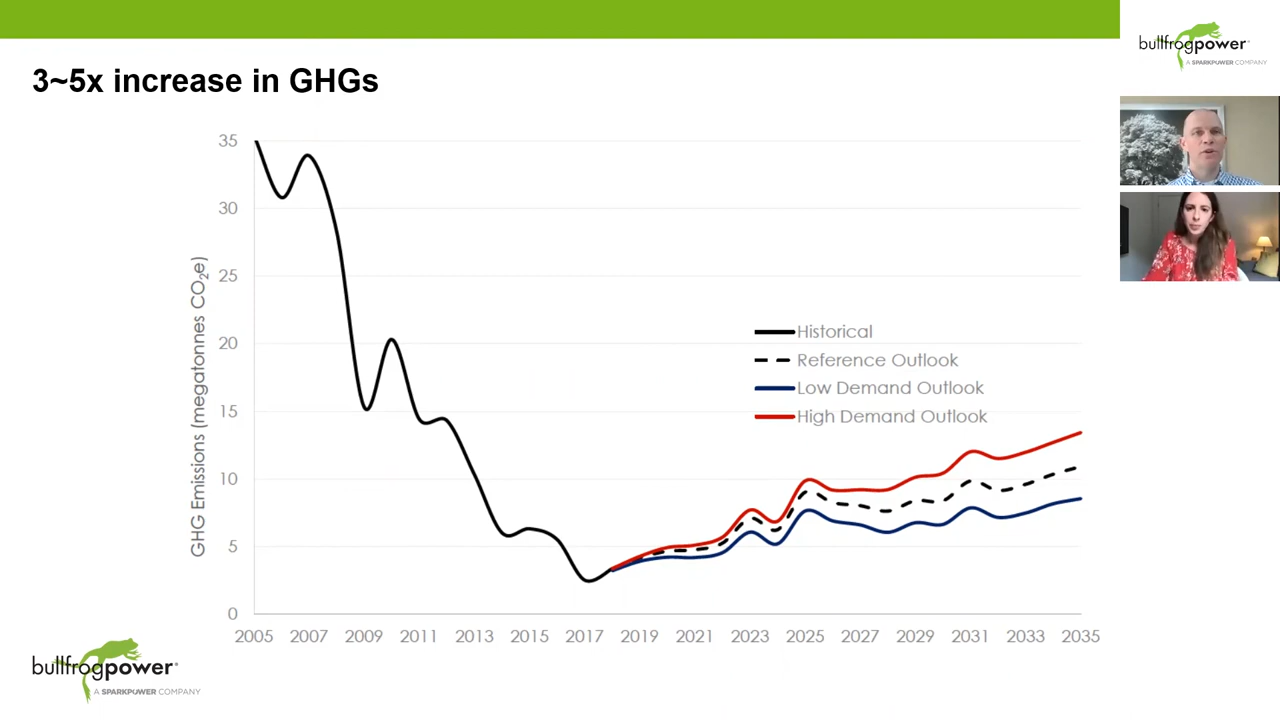 bullfrogpower®
A SPARKPOWER COMPANY
3~5x increase in GHGs
GHG Emissions (megatonnes CO₂e)
35
30
25
20
15
10
5
0
Historical
Reference Outlook
Low Demand Outlook
High Demand Outlook
2005 2007 2009 2011 2013 2015 2017 2019 2021 2023 2025 2027 2029 2031 2033 2035
bullfrogpower®
A SPARKPOWER COMPANY